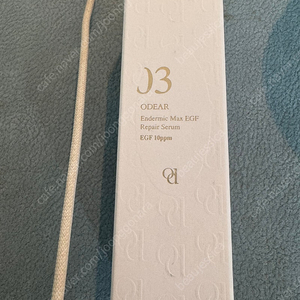 03
ODEAR
Endermic Max EGF
Repair Serum
EGF 10ppm
od